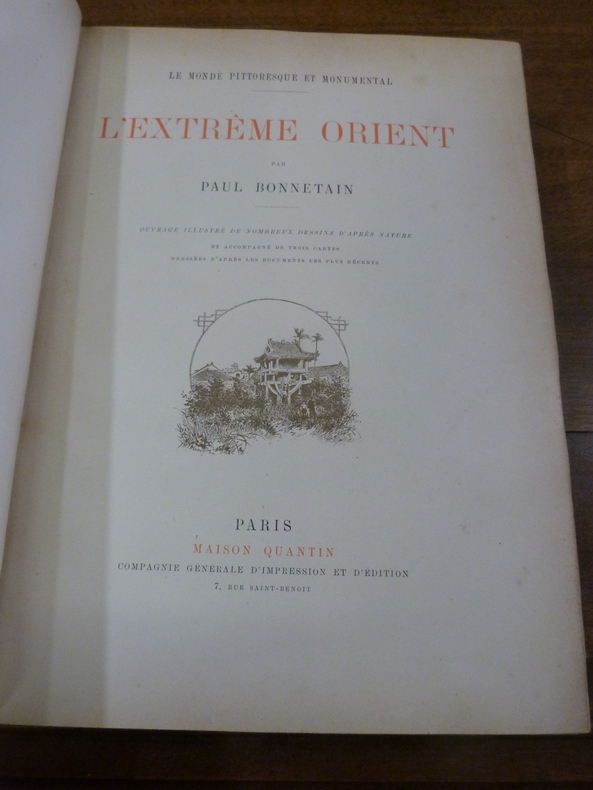 LE MONDE PITTORESQUE ET MONUMENTAL
L'EXTRÊME ORIENT
PAR
PAUL BONNETAIN
OUVRAGE ILLUSTRÉ DE NOMBREUX DESSINS D'APRÈS NATURE
ET ACCOMPAGNÉ DE TROIS CARTES
DRESSÉES D'APRÈS LES DOCUMENTS LES PLUS RÉCENTS
PARIS
MAISON QUANTIN
COMPAGNIE GÉNÉRALE D'IMPRESSION ET D'ÉDITION
7, RUE SAINT-BENOIT